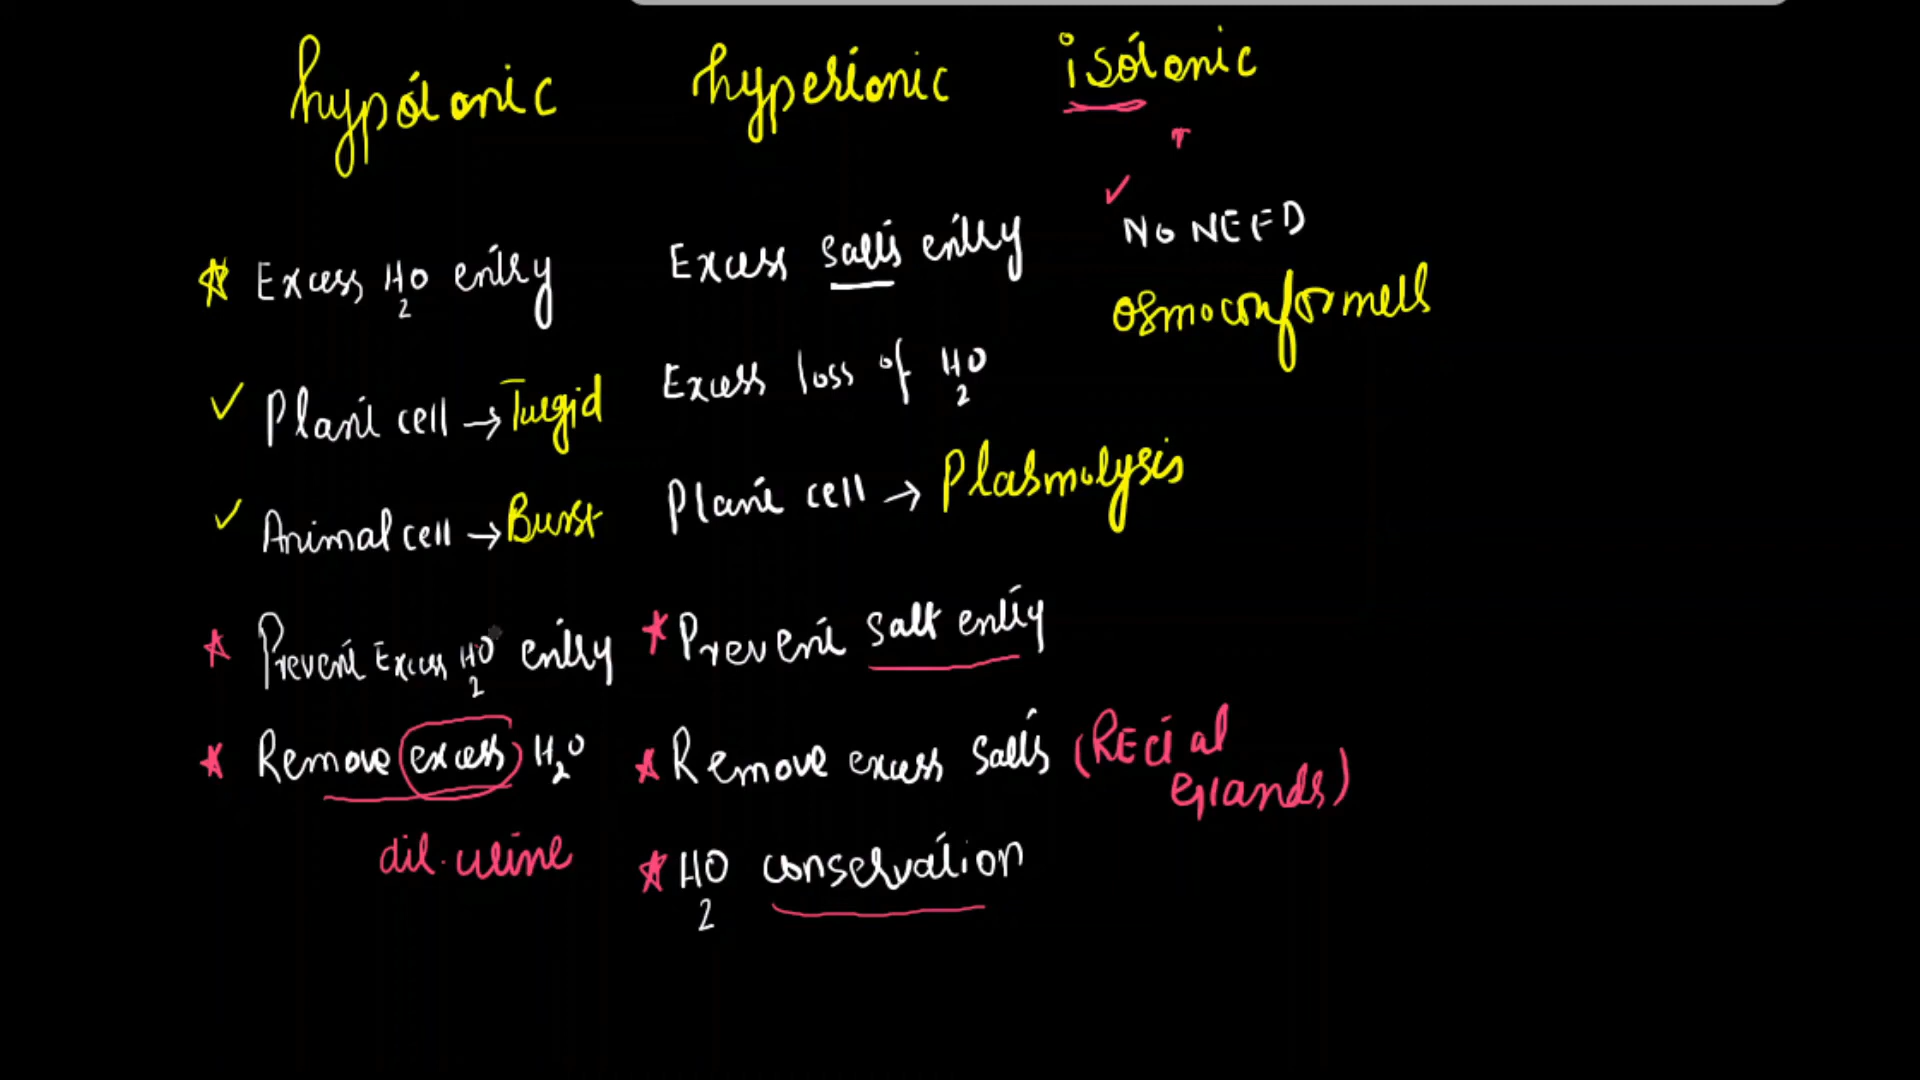 hypotonic hypertonic isotonic
Excess H2O entry
Plant cell → Turgid
Animal cell → Burst
Prevent Excess H2O entry
Remove excess H2O
dil. urine
Excess salts entry
Excess loss of H2O
Plant cell → Plasmolysis
Prevent salt entry
Remove excess salts (RECtal
glands)
H2O conservation
NO NEED
osmoconformers